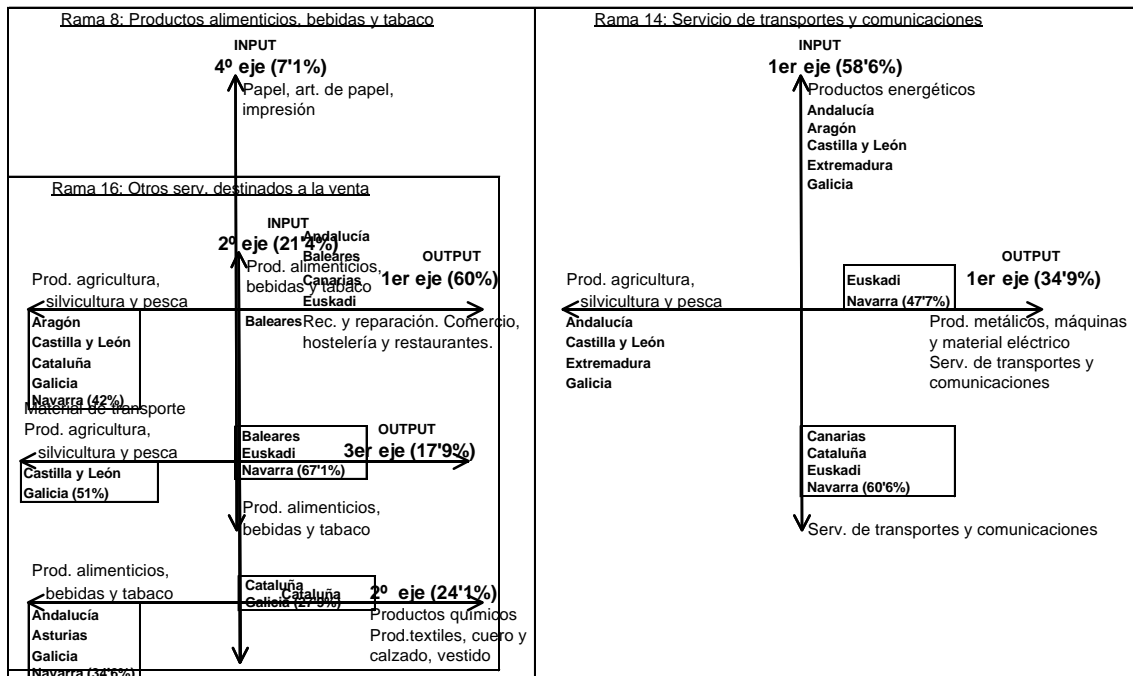 Rama 8: Productos alimenticios, bebidas y tabaco
INPUT
4º eje (7'1%)
Papel, art. de papel,
impresión
Rama 16: Otros serv. destinados a la venta
INPUT
2º eje (21'4%)
Prod. alimenticios,
bebidas y tabaco
Andalucía
Baleares
Canarias
Euskadi
OUTPUT
1er eje (60%)
Prod. agricultura,
silvicultura y pesca
Aragón
Castilla y León
Cataluña
Galicia
Navarra (42%)
Baleares
Rec. y reparación. Comercio,
hostelería y restaurantes.
Material de transporte
Prod. agricultura,
silvicultura y pesca
Castilla y León
Galicia (51%)
Baleares
Euskadi
Navarra (67'1%)
OUTPUT
3er eje (17'9%)
Prod. alimenticios,
bebidas y tabaco
Prod. alimenticios,
bebidas y tabaco
Andalucía
Asturias
Galicia
Navarra (34'6%)
Cataluña
Galicia (27'9%)
Cataluña
2º eje (24'1%)
Productos químicos
Prod.textiles, cuero y
calzado, vestido
Rama 14: Servicio de transportes y comunicaciones
INPUT
1er eje (58'6%)
Productos energéticos
Andalucía
Aragón
Castilla y León
Extremadura
Galicia
Prod. agricultura,
silvicultura y pesca
Andalucía
Castilla y León
Extremadura
Galicia
Euskadi
Navarra (47'7%)
OUTPUT
1er eje (34'9%)
Prod. metálicos, máquinas
y material eléctrico
Serv. de transportes y
comunicaciones
Canarias
Cataluña
Euskadi
Navarra (60'6%)
Serv. de transportes y comunicaciones